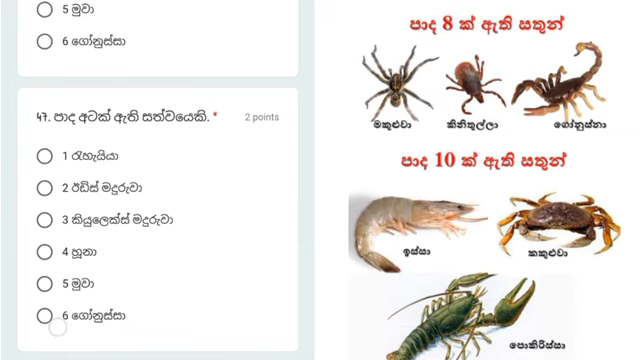 5 මුවා
6 ගෝනුස්සා
47. පාද අටක් ඇති සත්වයෙකි. *
2 points
1 රැහැයියා
2 ඊඩිස් මදුරුවා
3 කියුලෙක්ස් මදුරුවා
4 හූනා
5 මුවා
6 ගෝනුස්සා
පාද 8 ක් ඇති සතුන්
මකුළුවා
කිනිතුල්ලා
ගෝනුස්නා
පාද 10 ක් ඇති සතුන්
ඉස්සා
කකුළුවා
පොකිරිස්සා